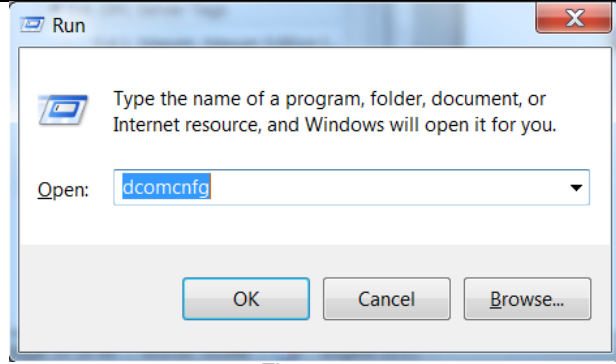 Run
Type the name of a program, folder, document, or
Internet resource, and Windows will open it for you.
Open:
dcomcnfg
OK
Cancel
Browse...